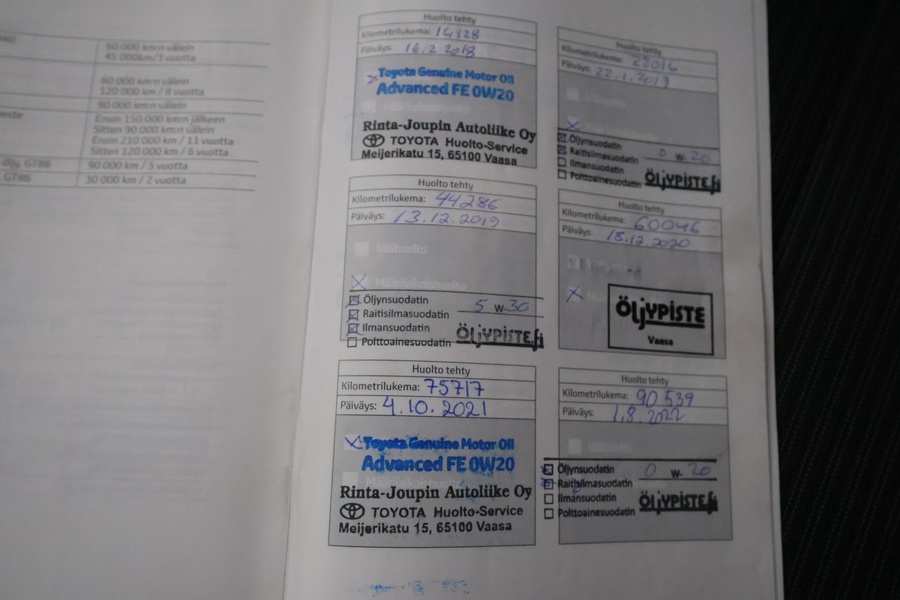 60 000 km:n välein
45 000km/3 vuotta
60 000 km:n välein
120 000 km / 8 vuotta
90 000 km:n välein
Ensin 150 000 km:n jälkeen
Sitten 90 000 km:n välein
Ensin 210 000 km / 11 vuotta
Sitten 120 000 km / 6 vuotta
GT86
90 000 km / 5 vuotta
GT86
30 000 km / 2 vuotta
Huolto tehty
Kilometrilukema: 14128
Päiväys: 16.2 2018
Toyota Genuine Motor Oil
Advanced FE 0W20
Rinta-Joupin Autoliike Oy
TOYOTA Huolto-Service
Meijerikatu 15, 65100 Vaasa
Huolto tehty
Kilometrilukema:
Päiväys: 22.1.2019
Öljynsuodatin 0 W-20
Raitisilmasuodatin
Ilmansuodatin
Polttoainesuodatin ÖLJYPISTE.fi
Huolto tehty
Kilometrilukema: 44286
Päiväys: 13.12.2019
Välihuolto
Määräaikaishuolto
Öljynsuodatin 5 W-30
Raitisilmasuodatin
Ilmansuodatin
Polttoainesuodatin ÖLJYPISTE.fi
Huolto tehty
Kilometrilukema: 60046
Päiväys: 18.12.2020
ÖLJYPISTE
Vaasa
Huolto tehty
Kilometrilukema: 75717
Päiväys: 4.10.2021
Toyota Genuine Motor Oil
Advanced FE 0W20
Rinta-Joupin Autoliike Oy
TOYOTA Huolto-Service
Meijerikatu 15, 65100 Vaasa
Huolto tehty
Kilometrilukema: 90 539
Päiväys: 1.8.2022
Välihuolto
Öljynsuodatin 0 W-20
Raitisilmasuodatin
Ilmansuodatin
Polttoainesuodatin ÖLJYPISTE.fi